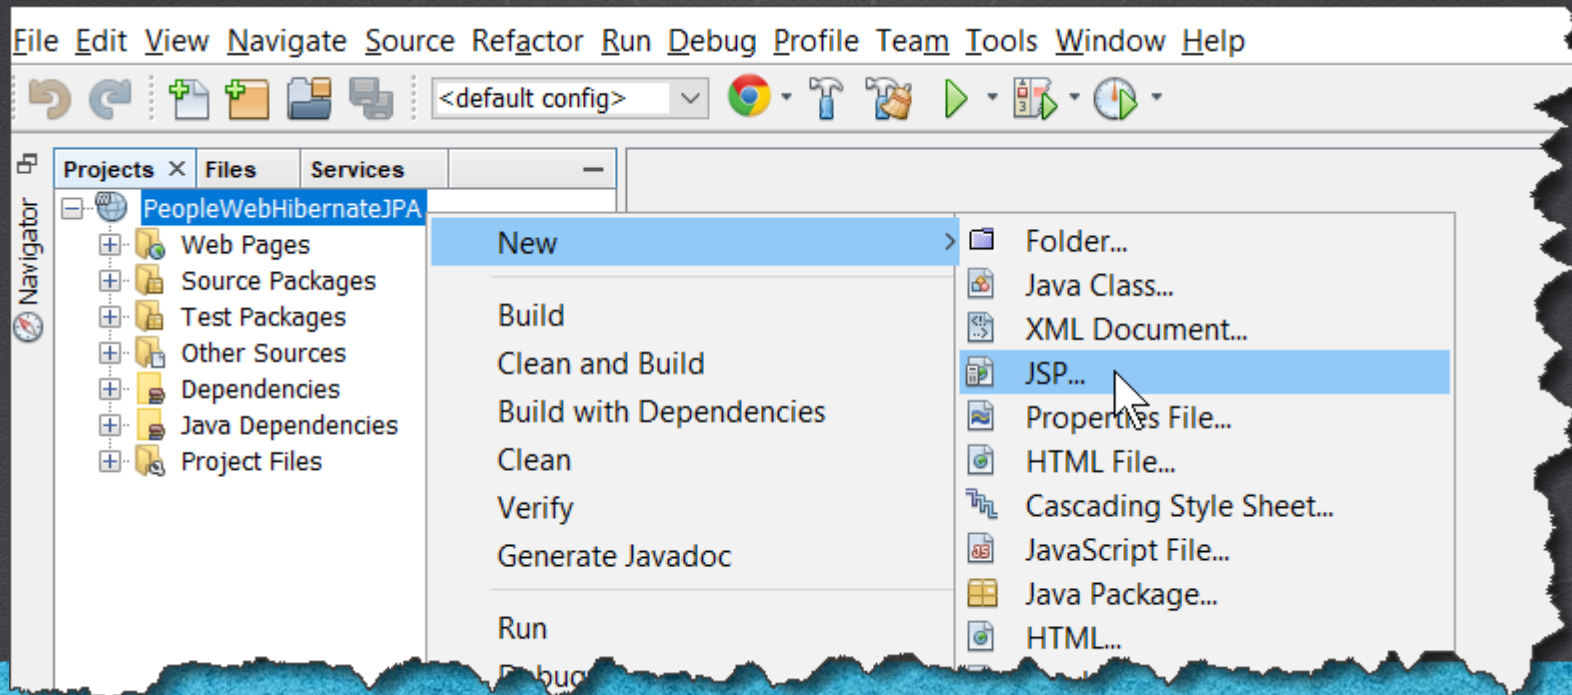 File Edit View Navigate Source Refactor Run Debug Profile Team Tools Window Help
<default config>
Projects Files Services
Navigator
PeopleWebHibernateJPA
Web Pages
Source Packages
Test Packages
Other Sources
Dependencies
Java Dependencies
Project Files
New
Build
Clean and Build
Build with Dependencies
Clean
Verify
Generate Javadoc
Run
Folder...
Java Class...
XML Document...
JSP...
Properties File...
HTML File...
Cascading Style Sheet...
JavaScript File...
Java Package...
HTML...